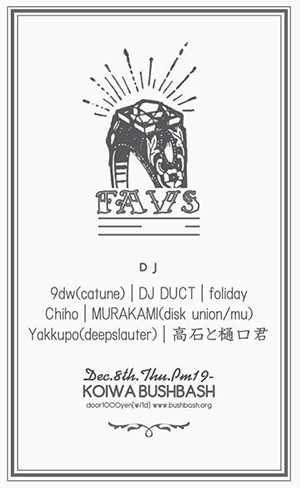 FAVS
DJ
9dw(catune) | DJ DUCT | foliday
Chiho | MURAKAMI(disk union/mu)
Yakkupo(deepslauter) | 高石と樋口君
Dec.8th.Thu.Pm19-
KOIWA BUSHBASH
door1000yen(w/1d) www.bushbash.org